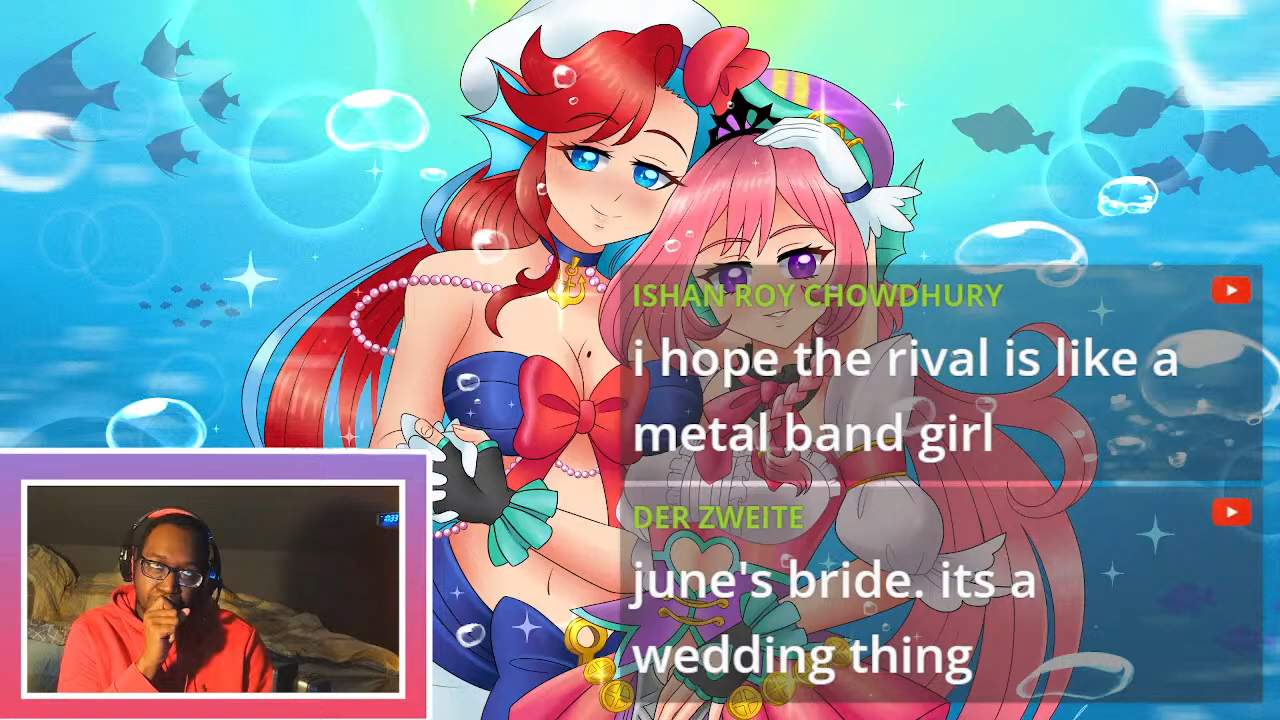 ISHAN ROY CHOWDHURY
i hope the rival is like a
metal band girl
DER ZWEITE
june's bride. its a
wedding thing